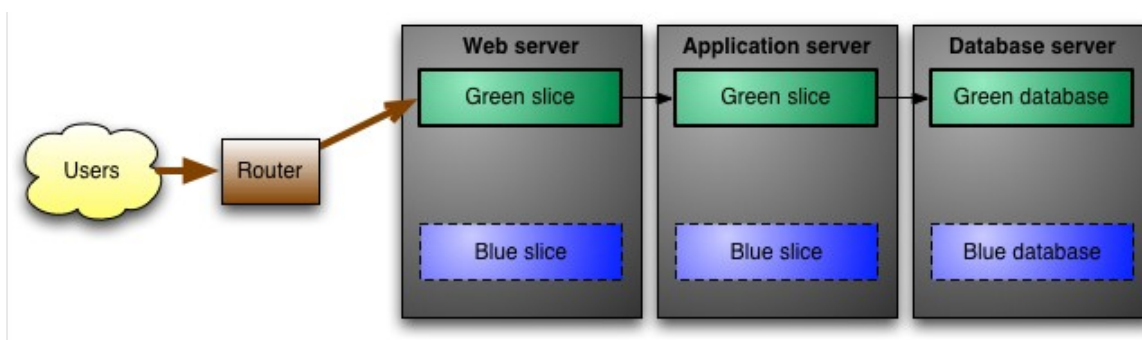 Web server
Application server
Database server
Green slice
Green slice
Green database
Users
Router
Blue slice
Blue slice
Blue database